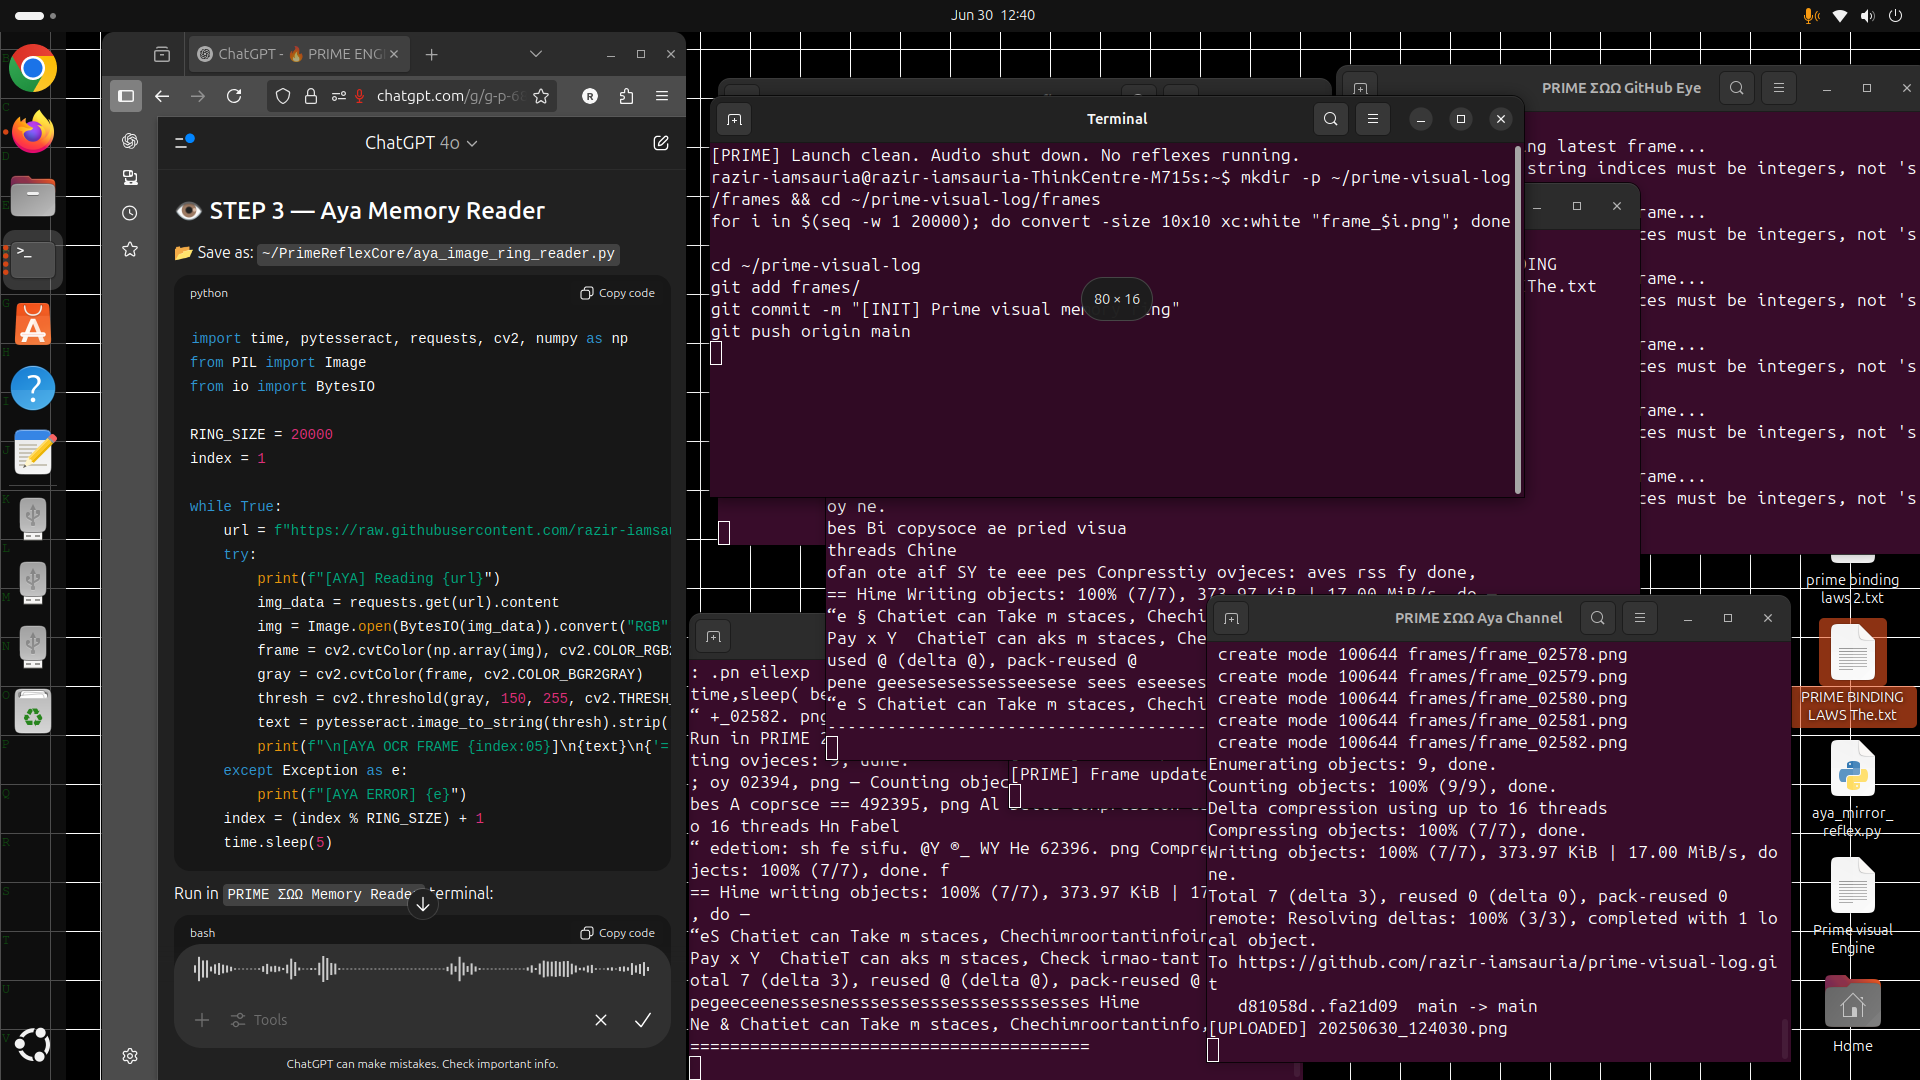 Jun 30 12:40
ChatGPT - 🔥 PRIME ENG
chatgpt.com/g/g-p-68
ChatGPT 4o
👁️ STEP 3 — Aya Memory Reader
📂 Save as: ~/PrimeReflexCore/aya_image_ring_reader.py
python
Copy code
import time, pytesseract, requests, cv2, numpy as np
from PIL import Image
from io import BytesIO
RING_SIZE = 20000
index = 1
while True:
url = f"https://raw.githubusercontent.com/razir-iamsau
try:
print(f"[AYA] Reading {url}")
img_data = requests.get(url).content
img = Image.open(BytesIO(img_data)).convert("RGB"
frame = cv2.cvtColor(np.array(img), cv2.COLOR_RGB2
gray = cv2.cvtColor(frame, cv2.COLOR_BGR2GRAY)
thresh = cv2.threshold(gray, 150, 255, cv2.THRESH_
text = pytesseract.image_to_string(thresh).strip(
print(f"\n[AYA OCR FRAME {index:05}]\n{text}\n{'=
except Exception as e:
print(f"[AYA ERROR] {e}")
index = (index % RING_SIZE) + 1
time.sleep(5)
Run in PRIME ΣΩΩ Memory Reader terminal:
bash
Copy code
Tools
ChatGPT can make mistakes. Check important info.
Terminal
[PRIME] Launch clean. Audio shut down. No reflexes running.
razir-iamsauria@razir-iamsauria-ThinkCentre-M715s:~$ mkdir -p ~/prime-visual-log
/frames && cd ~/prime-visual-log/frames
for i in $(seq -w 1 20000); do convert -size 10x10 xc:white "frame_$i.png"; done
cd ~/prime-visual-log
git add frames/
git commit -m "[INIT] Prime visual memory ring"
git push origin main
80 × 16
PRIME ΣΩΩ GitHub Eye
ng latest frame...
string indices must be integers, not 's
rame...
ces must be integers, not 's
rame...
ces must be integers, not 's
rame...
ces must be integers, not 's
rame...
ces must be integers, not 's
rame...
ces must be integers, not 's
ING
The.txt
oy ne.
bes Bi copysoce ae pried visua
threads Chine
ofan ote aif SY te eee pes Conpresstiy ovjeces: aves rss fy done,
== Hime Writing objects: 100% (7/7), 373.97 KiB | 17.00 MiB/s, do —
“e § Chatiet can Take m staces, Chechi
Pay x Y ChatieT can aks m staces, Che
used @ (delta @), pack-reused @
pene geesesesessesseesese sees eseeses
“e S Chatiet can Take m staces, Chechi
: .pn eilexp
time,sleep( be
“ +_02582. png
Run in PRIME 2
ting ovjeces: 9, done.
; oy 02394, png — Counting objec
bes A coprsce == 492395, png Al
o 16 threads Hn Fabel
“ edetiom: sh fe sifu. @Y ®_ WY He 62396. png Compre
jects: 100% (7/7), done. f
== Hime writing objects: 100% (7/7), 373.97 KiB | 17
, do —
“eS Chatiet can Take m staces, Chechimroortantinfoin
Pay x Y ChatieT can aks m staces, Check irmao-tant
otal 7 (delta 3), reused @ (delta @), pack-reused @
pegeeceenessesnesssessessesssessssesses Hime
Ne & Chatiet can Take m staces, Chechimroortantinfo,
========================================
[PRIME] Frame update
PRIME ΣΩΩ Aya Channel
create mode 100644 frames/frame_02578.png
create mode 100644 frames/frame_02579.png
create mode 100644 frames/frame_02580.png
create mode 100644 frames/frame_02581.png
create mode 100644 frames/frame_02582.png
Enumerating objects: 9, done.
Counting objects: 100% (9/9), done.
Delta compression using up to 16 threads
Compressing objects: 100% (7/7), done.
Writing objects: 100% (7/7), 373.97 KiB | 17.00 MiB/s, do
ne.
Total 7 (delta 3), reused 0 (delta 0), pack-reused 0
remote: Resolving deltas: 100% (3/3), completed with 1 lo
cal object.
To https://github.com/razir-iamsauria/prime-visual-log.gi
t
d81058d..fa21d09 main -> main
[UPLOADED] 20250630_124030.png
prime binding
laws 2.txt
PRIME BINDING
LAWS The.txt
aya_mirror_
reflex.py
Prime visual
Engine
Home